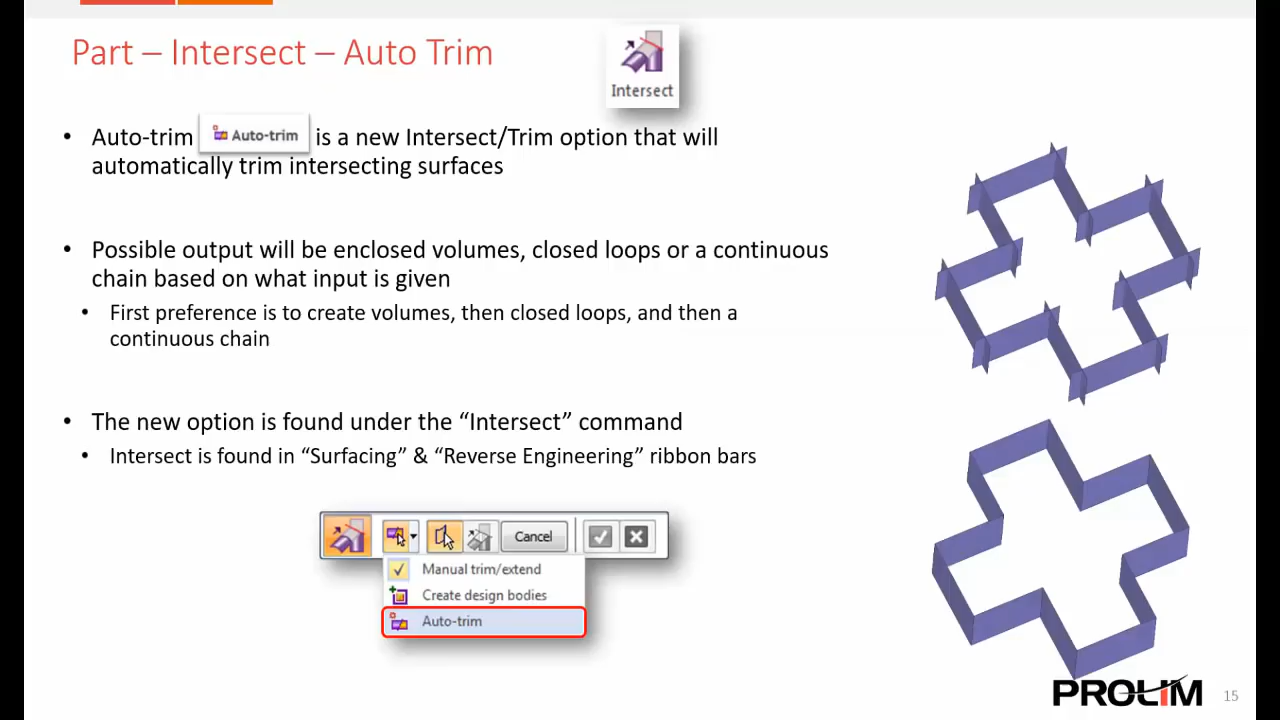 Part – Intersect – Auto Trim
Intersect
• Auto-trim Auto-trim is a new Intersect/Trim option that will
automatically trim intersecting surfaces
• Possible output will be enclosed volumes, closed loops or a continuous
chain based on what input is given
• First preference is to create volumes, then closed loops, and then a
continuous chain
• The new option is found under the “Intersect” command
• Intersect is found in “Surfacing” & “Reverse Engineering” ribbon bars
Cancel
Manual trim/extend
Create design bodies
Auto-trim
PROLIM
15